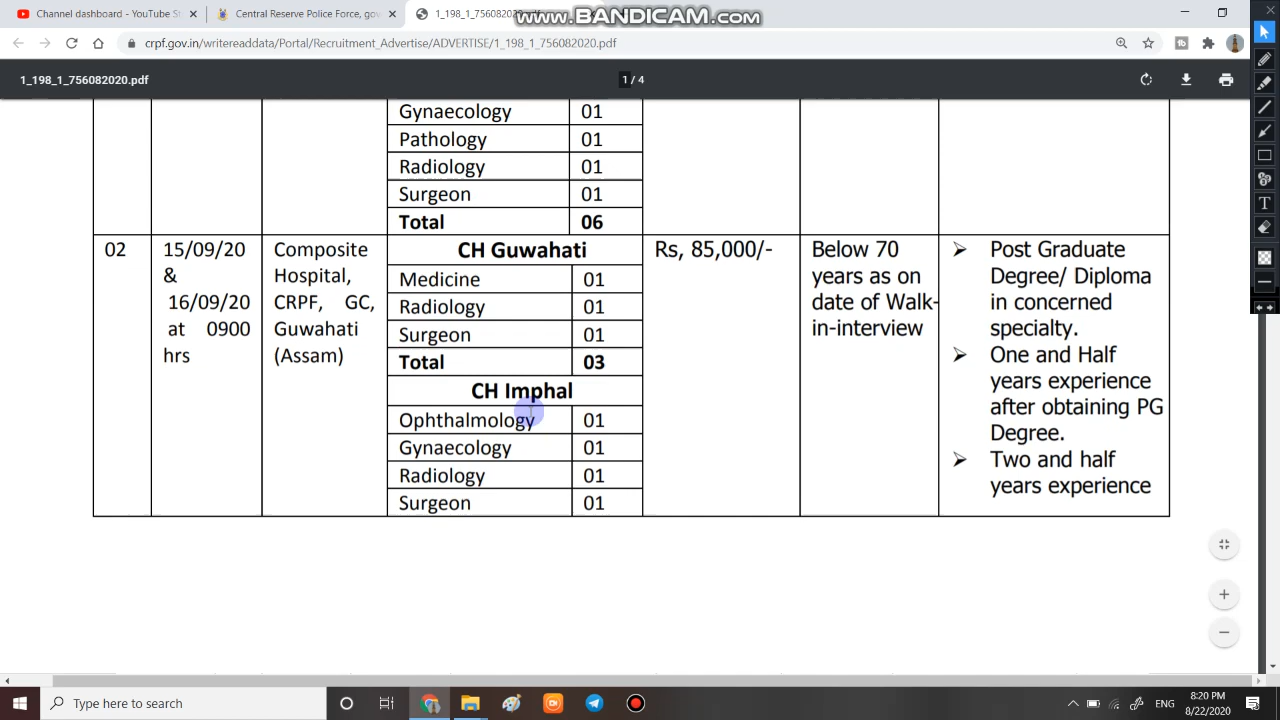 Channel dashboard - YouTube St
Central Reserve Police Force, gov
1_198_1_756082020.pdf
www.BANDICAM.com
crpf.gov.in/writereaddata/Portal/Recruitment_Advertise/ADVERTISE/1_198_1_756082020.pdf
1_198_1_756082020.pdf
1 / 4
Gynaecology 01
Pathology 01
Radiology 01
Surgeon 01
Total 06
02
15/09/20
&
16/09/20
at 0900
hrs
Composite
Hospital,
CRPF, GC,
Guwahati
(Assam)
CH Guwahati
Medicine 01
Radiology 01
Surgeon 01
Total 03
CH Imphal
Ophthalmology 01
Gynaecology 01
Radiology 01
Surgeon 01
Rs, 85,000/-
Below 70
years as on
date of Walk-
in-interview
➢ Post Graduate
Degree/ Diploma
in concerned
specialty.
➢ One and Half
years experience
after obtaining PG
Degree.
➢ Two and half
years experience
Type here to search
ENG
8:20 PM
8/22/2020